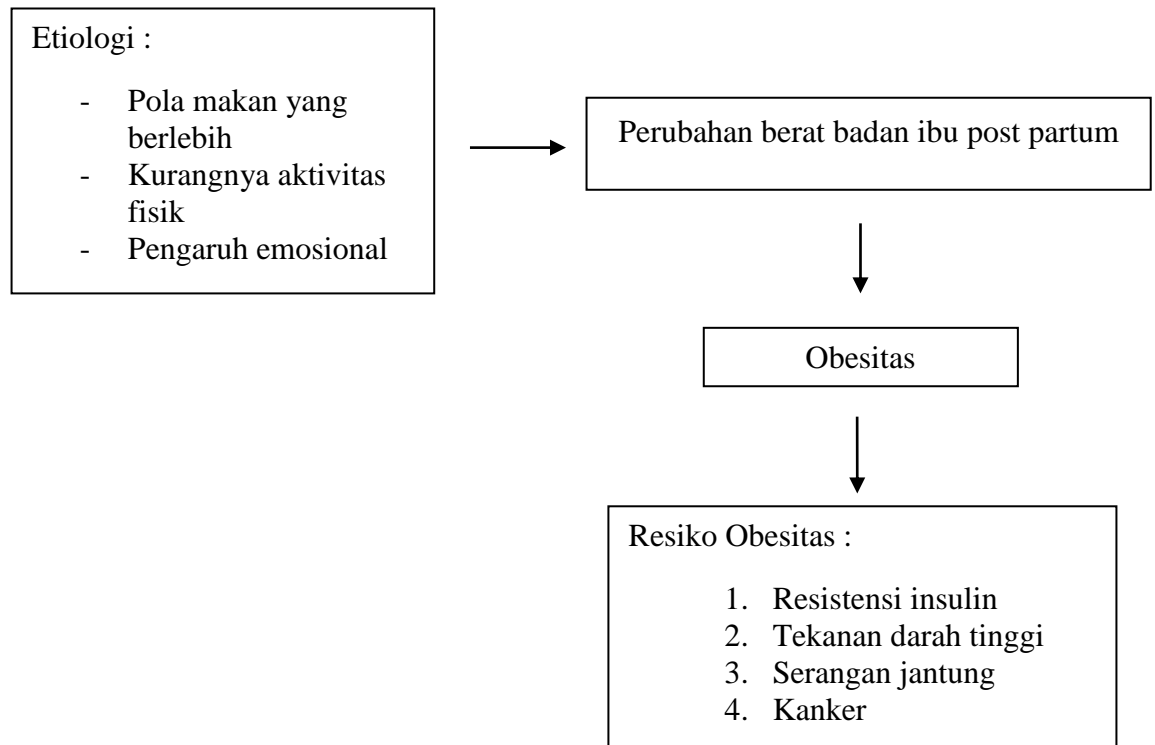 Etiologi :
- Pola makan yang
berlebih
- Kurangnya aktivitas
fisik
- Pengaruh emosional
Perubahan berat badan ibu post partum
Obesitas
Resiko Obesitas :
1. Resistensi insulin
2. Tekanan darah tinggi
3. Serangan jantung
4. Kanker